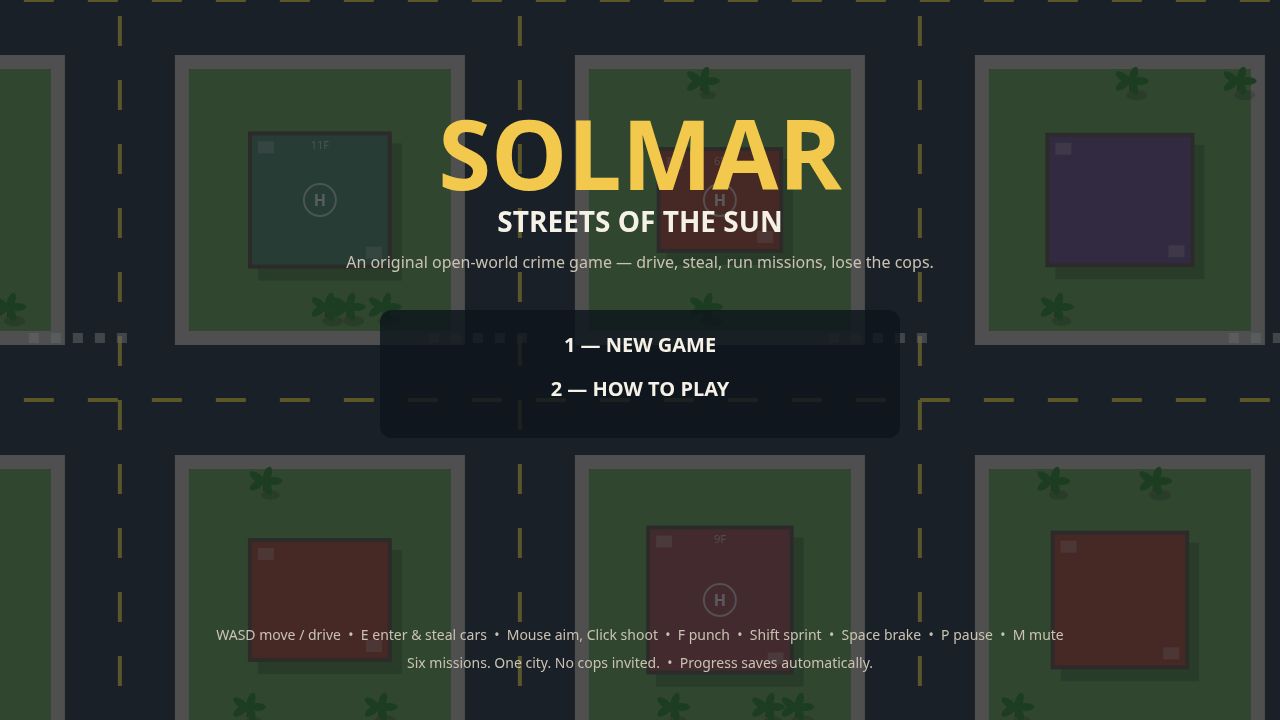 11F
6F
H
H
SOLMAR
STREETS OF THE SUN
An original open-world crime game — drive, steal, run missions, lose the cops.
1 — NEW GAME
2 — HOW TO PLAY
9F
H
WASD move / drive • E enter & steal cars • Mouse aim, Click shoot • F punch • Shift sprint • Space brake • P pause • M mute
Six missions. One city. No cops invited. • Progress saves automatically.